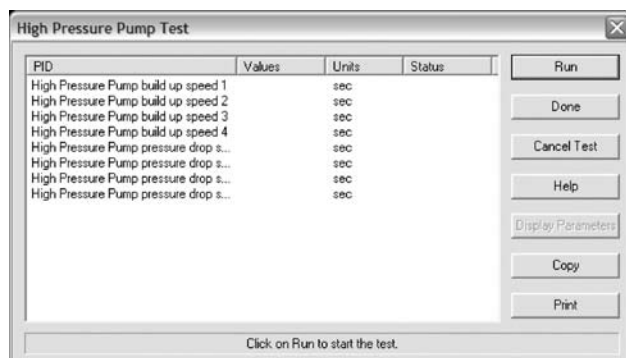 High Pressure Pump Test
PID Values Units Status
High Pressure Pump build up speed 1 sec
High Pressure Pump build up speed 2 sec
High Pressure Pump build up speed 3 sec
High Pressure Pump build up speed 4 sec
High Pressure Pump pressure drop s... sec
High Pressure Pump pressure drop s... sec
High Pressure Pump pressure drop s... sec
High Pressure Pump pressure drop s... sec
Run
Done
Cancel Test
Help
Display Parameters
Copy
Print
Click on Run to start the test.